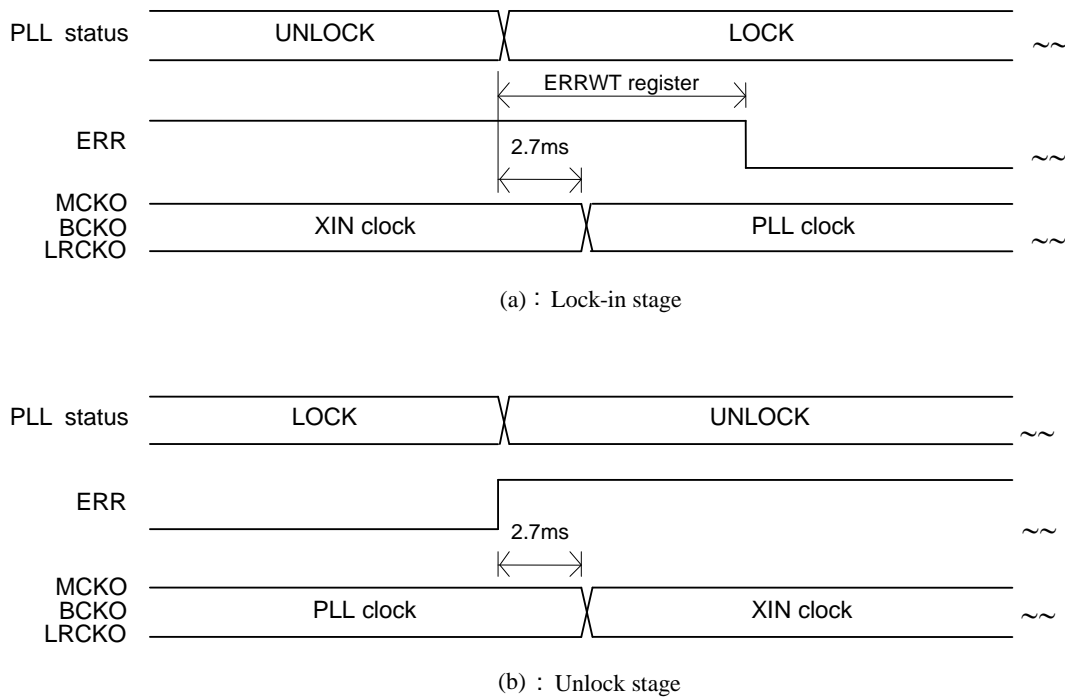 PLL status
UNLOCK
LOCK
~~
ERRWT register
ERR
2.7ms
~~
MCKO
BCKO
LRCKO
XIN clock
PLL clock
~~
(a) : Lock-in stage
PLL status
LOCK
UNLOCK
~~
ERR
2.7ms
~~
MCKO
BCKO
LRCKO
PLL clock
XIN clock
~~
(b) : Unlock stage